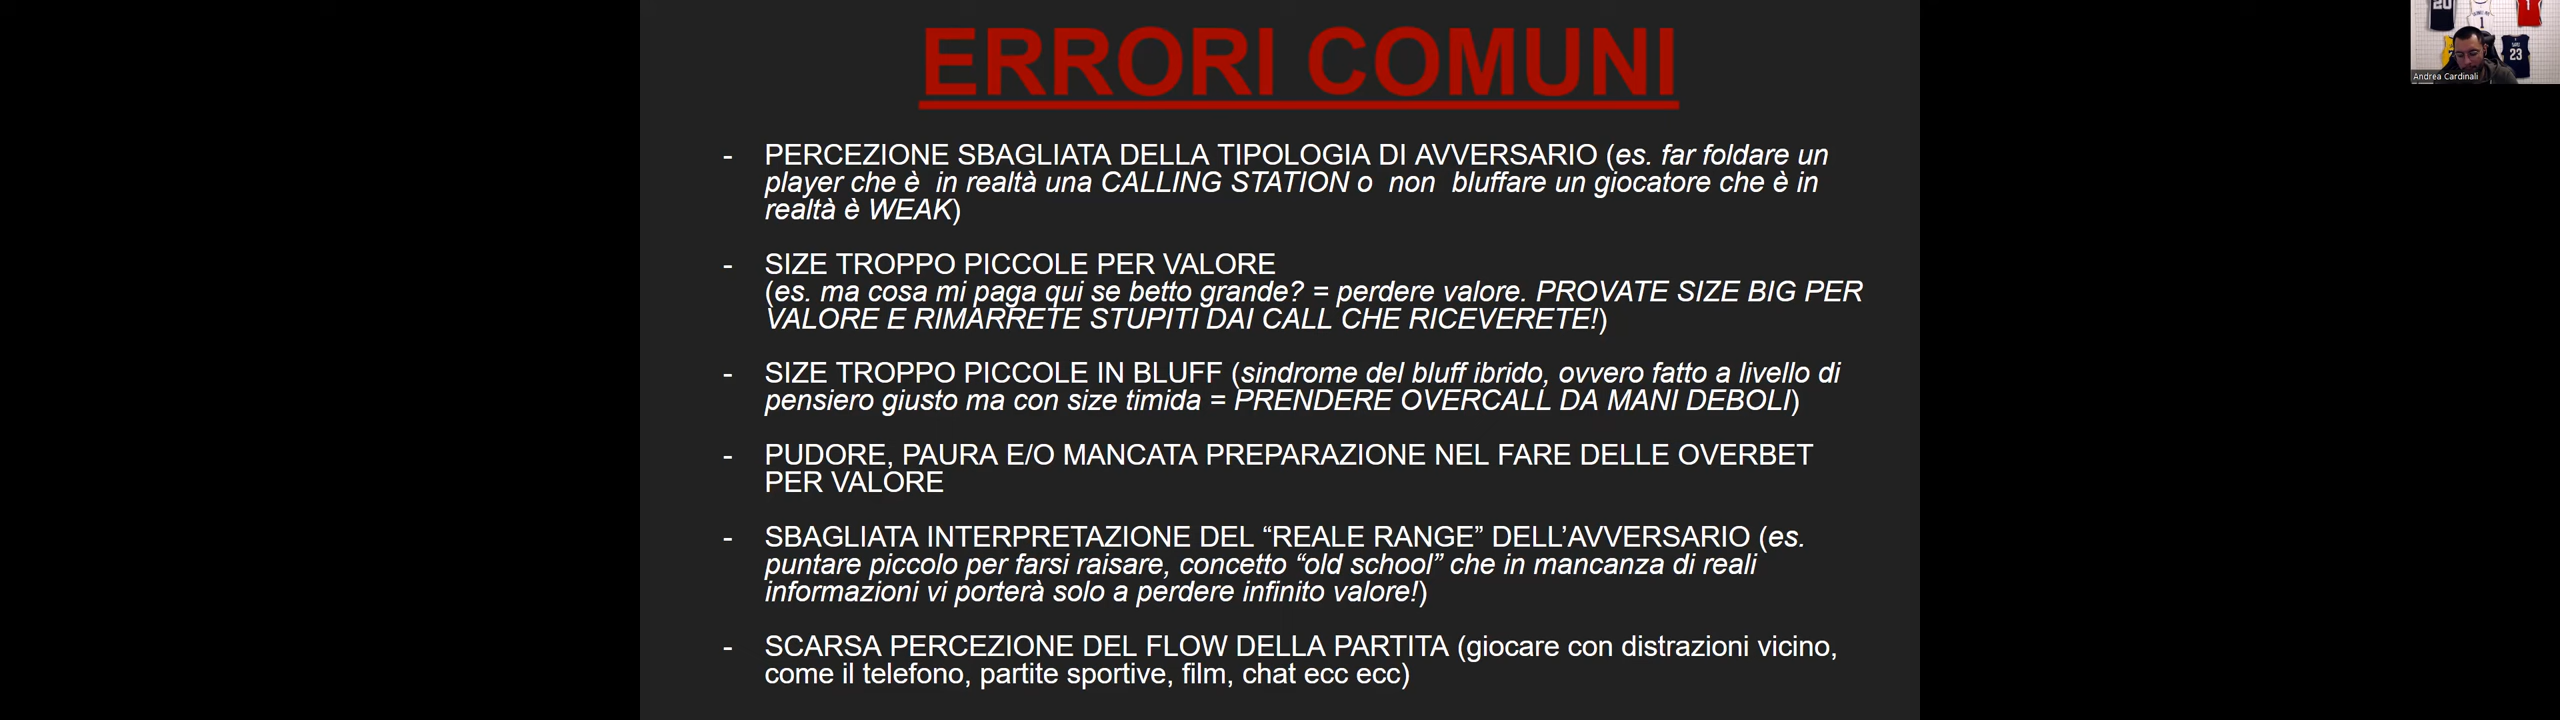 ERRORI COMUNI
- PERCEZIONE SBAGLIATA DELLA TIPOLOGIA DI AVVERSARIO (es. far foldare un
player che è in realtà una CALLING STATION o non bluffare un giocatore che è in
realtà è WEAK)
- SIZE TROPPO PICCOLE PER VALORE
(es. ma cosa mi paga qui se betto grande? = perdere valore. PROVATE SIZE BIG PER
VALORE E RIMARRETE STUPITI DAI CALL CHE RICEVERETE!)
- SIZE TROPPO PICCOLE IN BLUFF (sindrome del bluff ibrido, ovvero fatto a livello di
pensiero giusto ma con size timida = PRENDERE OVERCALL DA MANI DEBOLI)
- PUDORE, PAURA E/O MANCATA PREPARAZIONE NEL FARE DELLE OVERBET
PER VALORE
- SBAGLIATA INTERPRETAZIONE DEL “REALE RANGE” DELL’AVVERSARIO (es.
puntare piccolo per farsi raisare, concetto “old school” che in mancanza di reali
informazioni vi porterà solo a perdere infinito valore!)
- SCARSA PERCEZIONE DEL FLOW DELLA PARTITA (giocare con distrazioni vicino,
come il telefono, partite sportive, film, chat ecc ecc)
20
1
1
23
Andrea Cardinali